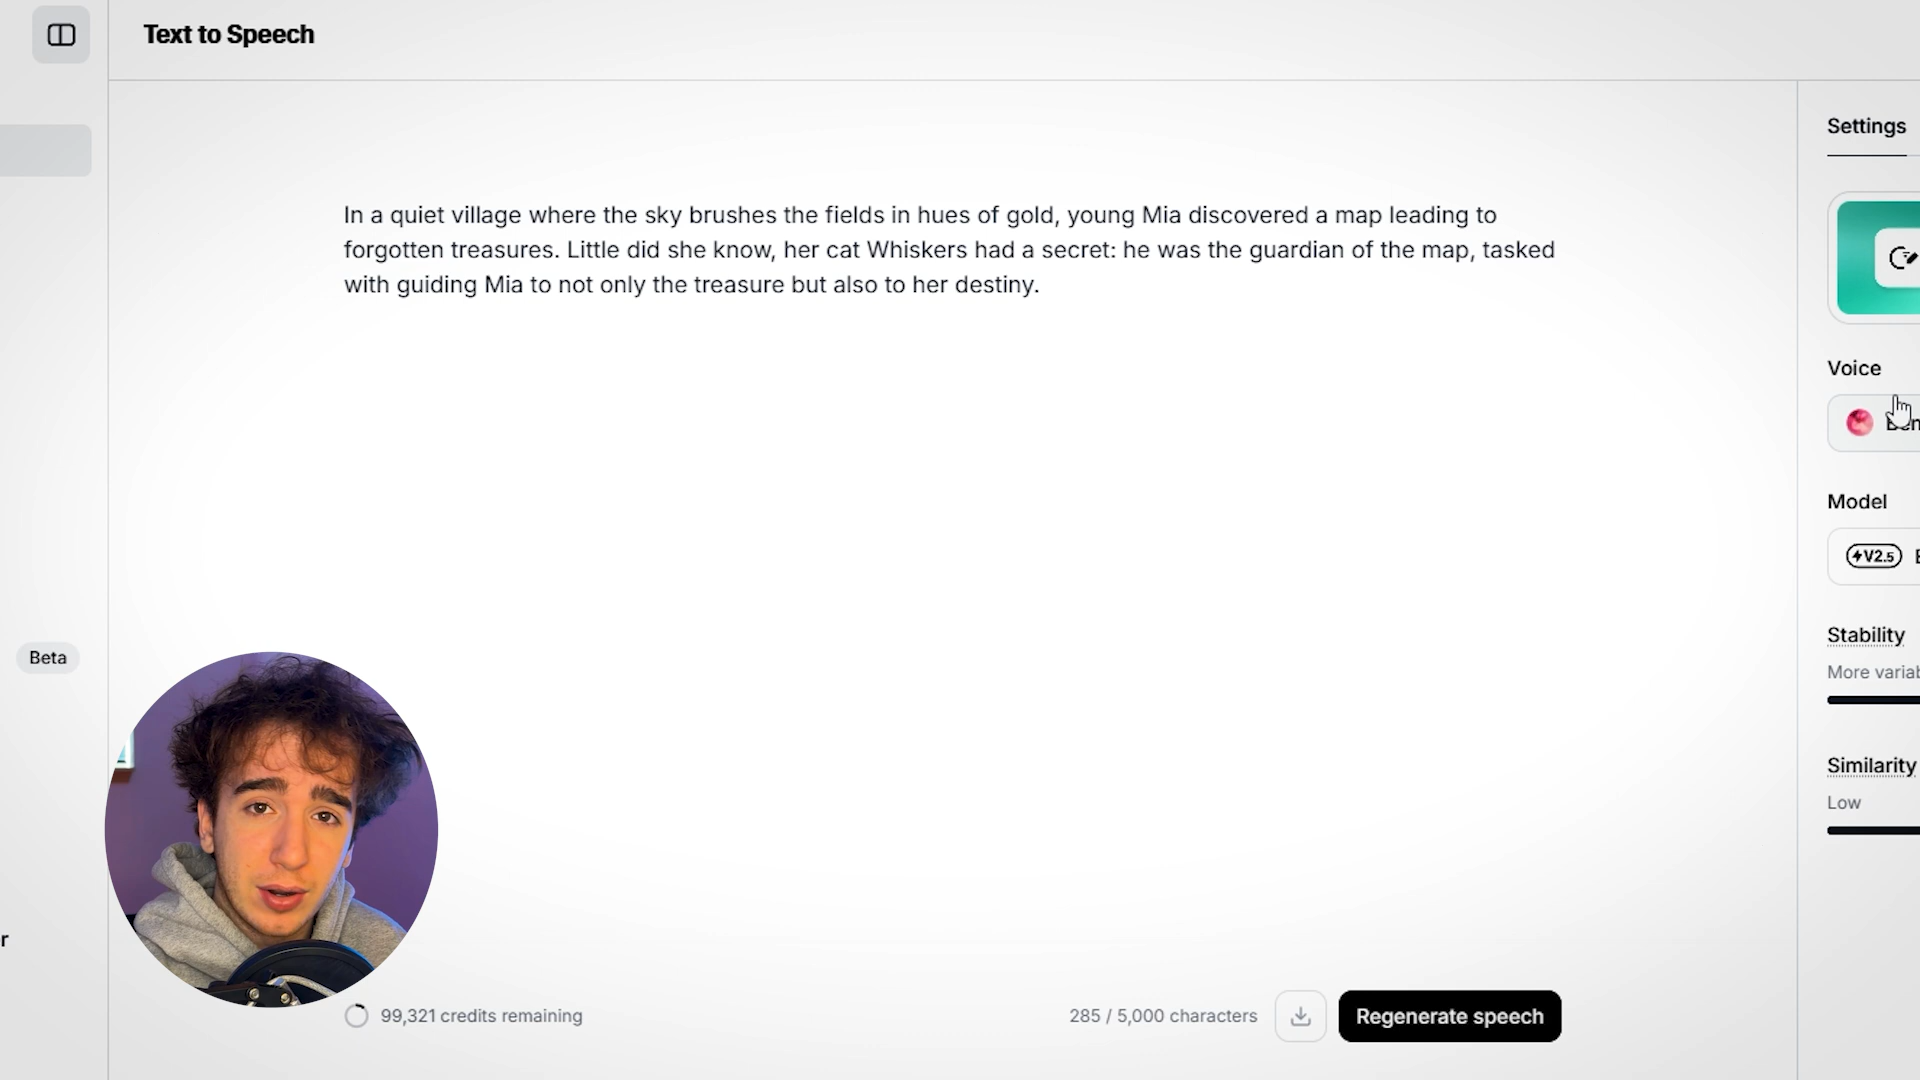 Text to Speech
Settings
In a quiet village where the sky brushes the fields in hues of gold, young Mia discovered a map leading to
forgotten treasures. Little did she know, her cat Whiskers had a secret: he was the guardian of the map, tasked
with guiding Mia to not only the treasure but also to her destiny.
Voice
Model
V2.5
Stability
More variab
Beta
Similarity
Low
r
99,321 credits remaining
285 / 5,000 characters
Regenerate speech